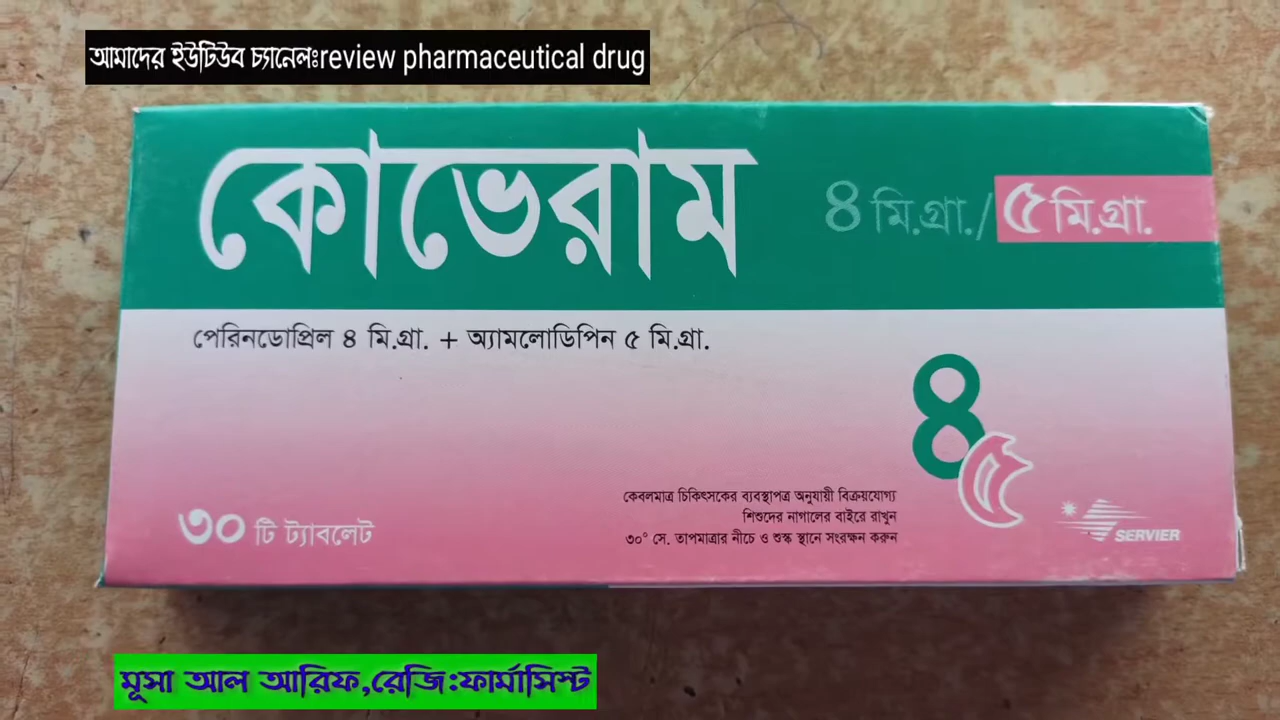 আমাদের ইউটিউব চ্যানেলঃreview pharmaceutical drug
কোভেরাম ৪ মি.গ্রা./৫ মি.গ্রা.
পেরিনডোপ্রিল ৪ মি.গ্রা. + অ্যামলোডিপিন ৫ মি.গ্রা.
৪
৫
কেবলমাত্র চিকিৎসকের ব্যবস্থাপত্র অনুযায়ী বিক্রয়যোগ্য
শিশুদের নাগালের বাইরে রাখুন
৩০° সে. তাপমাত্রার নীচে ও শুষ্ক স্থানে সংরক্ষন করুন
৩০ টি ট্যাবলেট
SERVIER
মূসা আল আরিফ,রেজি:ফার্মাসিস্ট